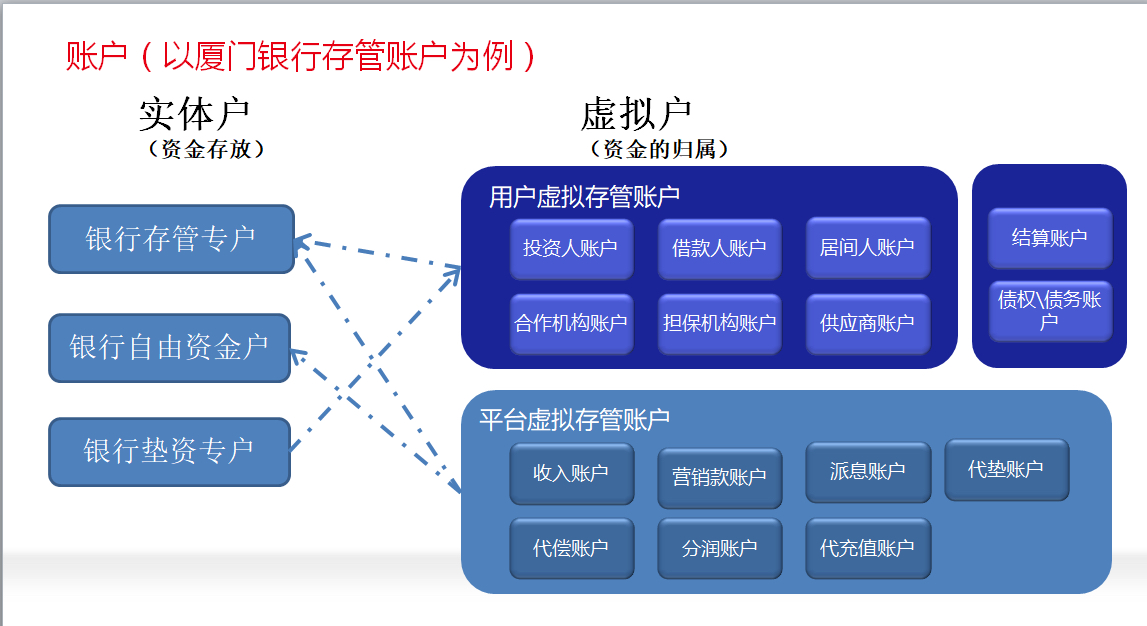 账户（以厦门银行存管账户为例）
实体户
（资金存放）
虚拟户
（资金的归属）
银行存管专户
银行自由资金户
银行垫资专户
用户虚拟存管账户
投资人账户
借款人账户
居间人账户
合作机构账户
担保机构账户
供应商账户
结算账户
债权\债务账
户
平台虚拟存管账户
收入账户
营销款账户
派息账户
代垫账户
代偿账户
分润账户
代充值账户